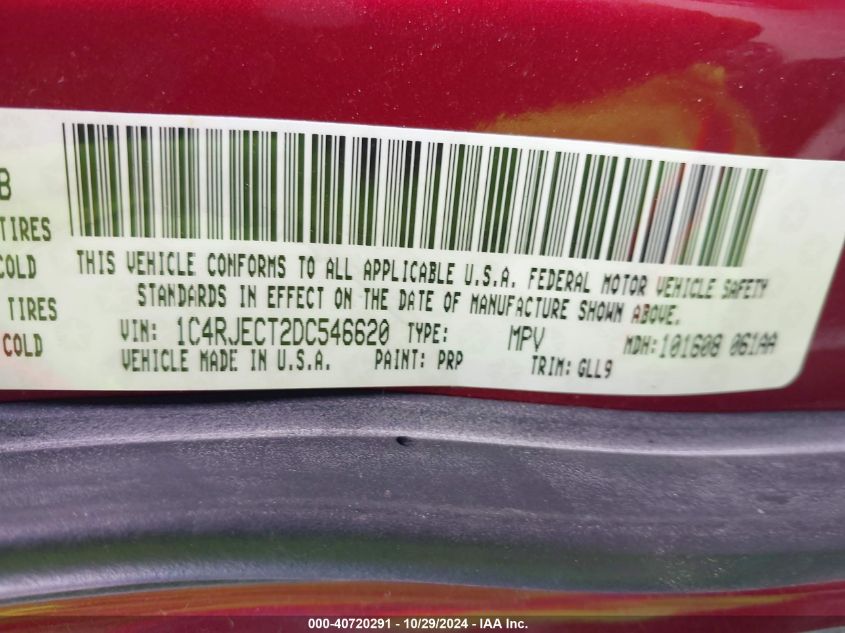 B
TIRES
COLD
TIRES
COLD
THIS VEHICLE CONFORMS TO ALL APPLICABLE U.S.A. FEDERAL MOTOR VEHICLE SAFETY
STANDARDS IN EFFECT ON THE DATE OF MANUFACTURE SHOWN ABOVE.
VIN: 1C4RJECT2DC546620 TYPE: MPV MDH:101608 061AA
VEHICLE MADE IN U.S.A. PAINT: PRP TRIM: GLL9
000-40720291 - 10/29/2024 - IAA Inc.